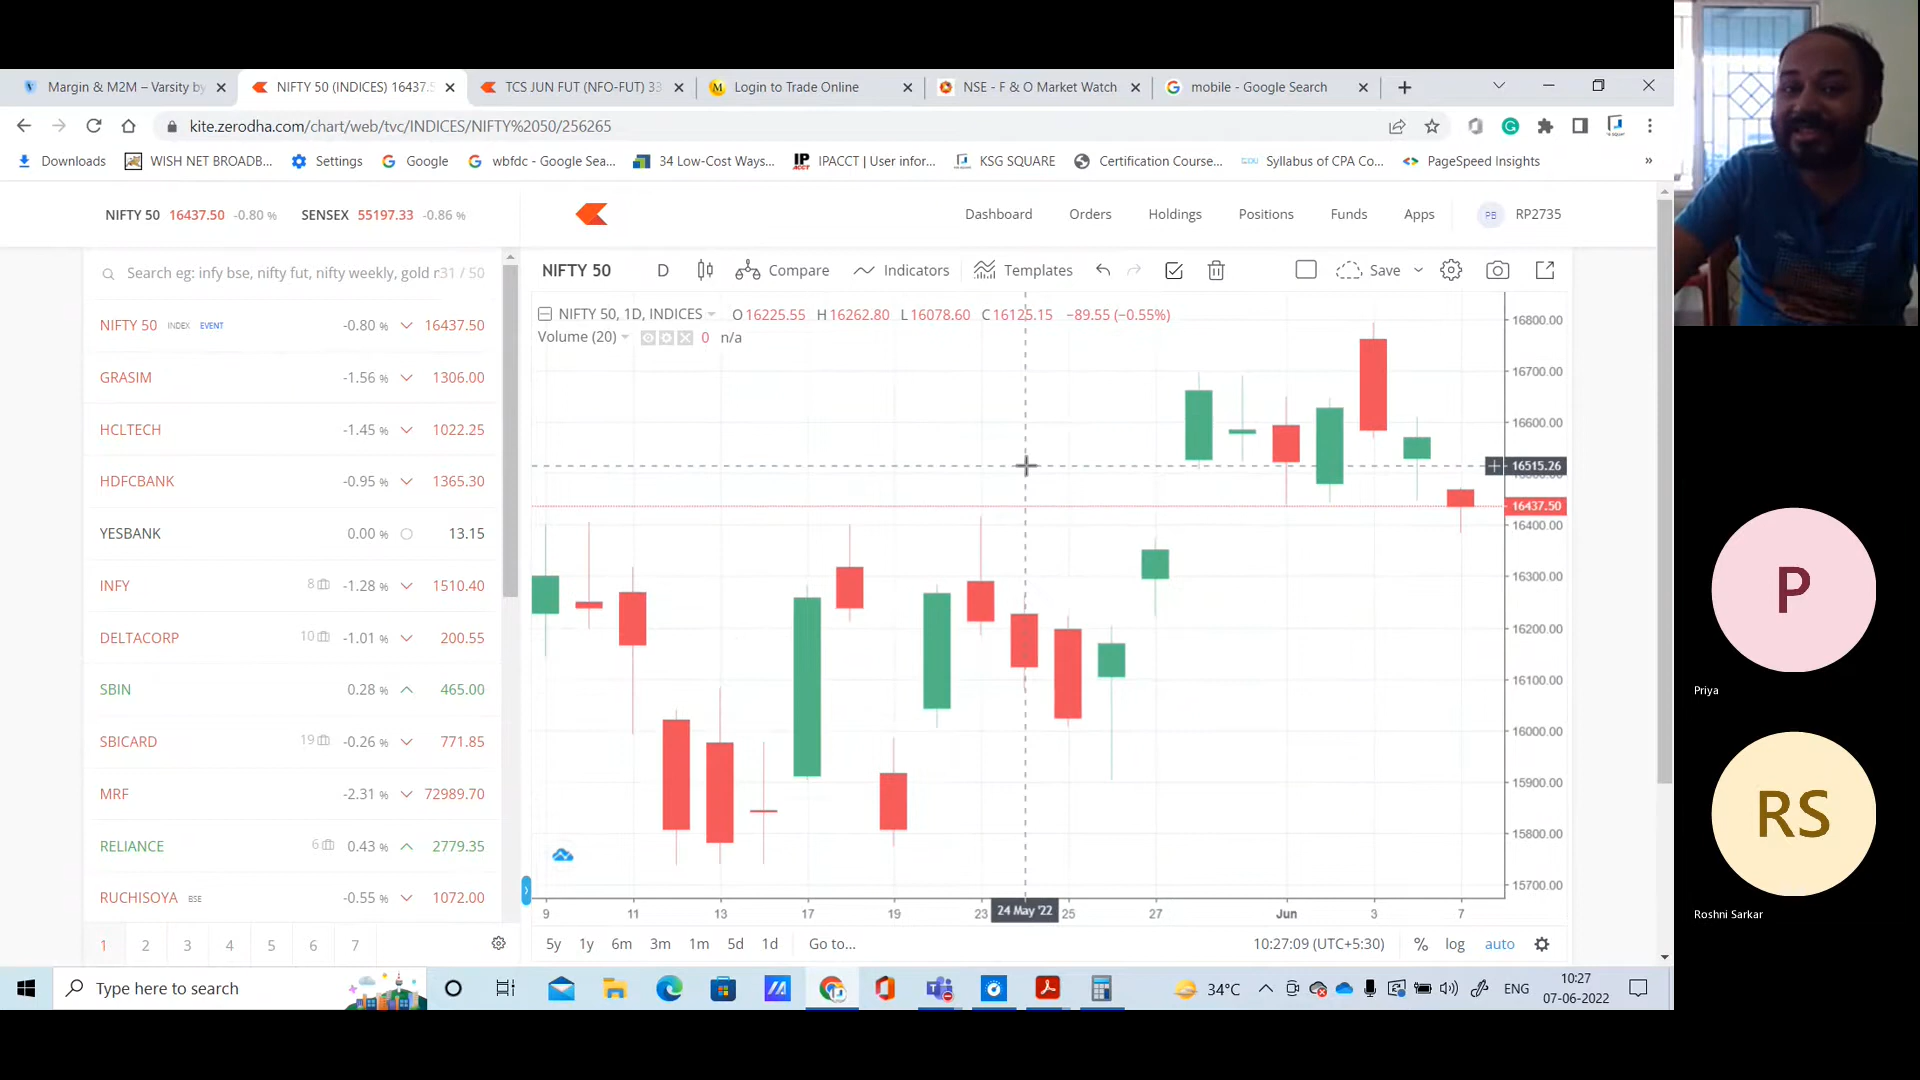 Margin & M2M – Varsity by
NIFTY 50 (INDICES) 16437.5
TCS JUN FUT (NFO-FUT) 33
Login to Trade Online
NSE - F & O Market Watch
mobile - Google Search
kite.zerodha.com/chart/web/tvc/INDICES/NIFTY%2050/256265
Downloads
WISH NET BROADB...
Settings
Google
wbfdc - Google Sea...
34 Low-Cost Ways...
IPACCT | User infor...
KSG SQUARE
Certification Course...
Syllabus of CPA Co...
PageSpeed Insights
»
NIFTY 50 16437.50 -0.80 % SENSEX 55197.33 -0.86 %
Dashboard Orders Holdings Positions Funds Apps PB RP2735
Search eg: infy bse, nifty fut, nifty weekly, gold 31 / 50
NIFTY 50 INDEX EVENT -0.80 % 16437.50
GRASIM -1.56 % 1306.00
HCLTECH -1.45 % 1022.25
HDFCBANK -0.95 % 1365.30
YESBANK 0.00 % 13.15
INFY 8 -1.28 % 1510.40
DELTACORP 10 -1.01 % 200.55
SBIN 0.28 % 465.00
SBICARD 19 -0.26 % 771.85
MRF -2.31 % 72989.70
RELIANCE 6 0.43 % 2779.35
RUCHISOYA BSE -0.55 % 1072.00
1 2 3 4 5 6 7
NIFTY 50 D Compare Indicators Templates Save
NIFTY 50, 1D, INDICES O16225.55 H16262.80 L16078.60 C16125.15 −89.55 (−0.55%)
Volume (20) 0 n/a
16800.00
16700.00
16600.00
16515.26
16437.50
16400.00
16300.00
16200.00
16100.00
16000.00
15900.00
15800.00
15700.00
9 11 13 17 19 23 24 May '22 25 27 Jun 3 7
5y 1y 6m 3m 1m 5d 1d Go to... 10:27:09 (UTC+5:30) % log auto
Type here to search
34°C
ENG
10:27
07-06-2022
P
Priya
RS
Roshni Sarkar